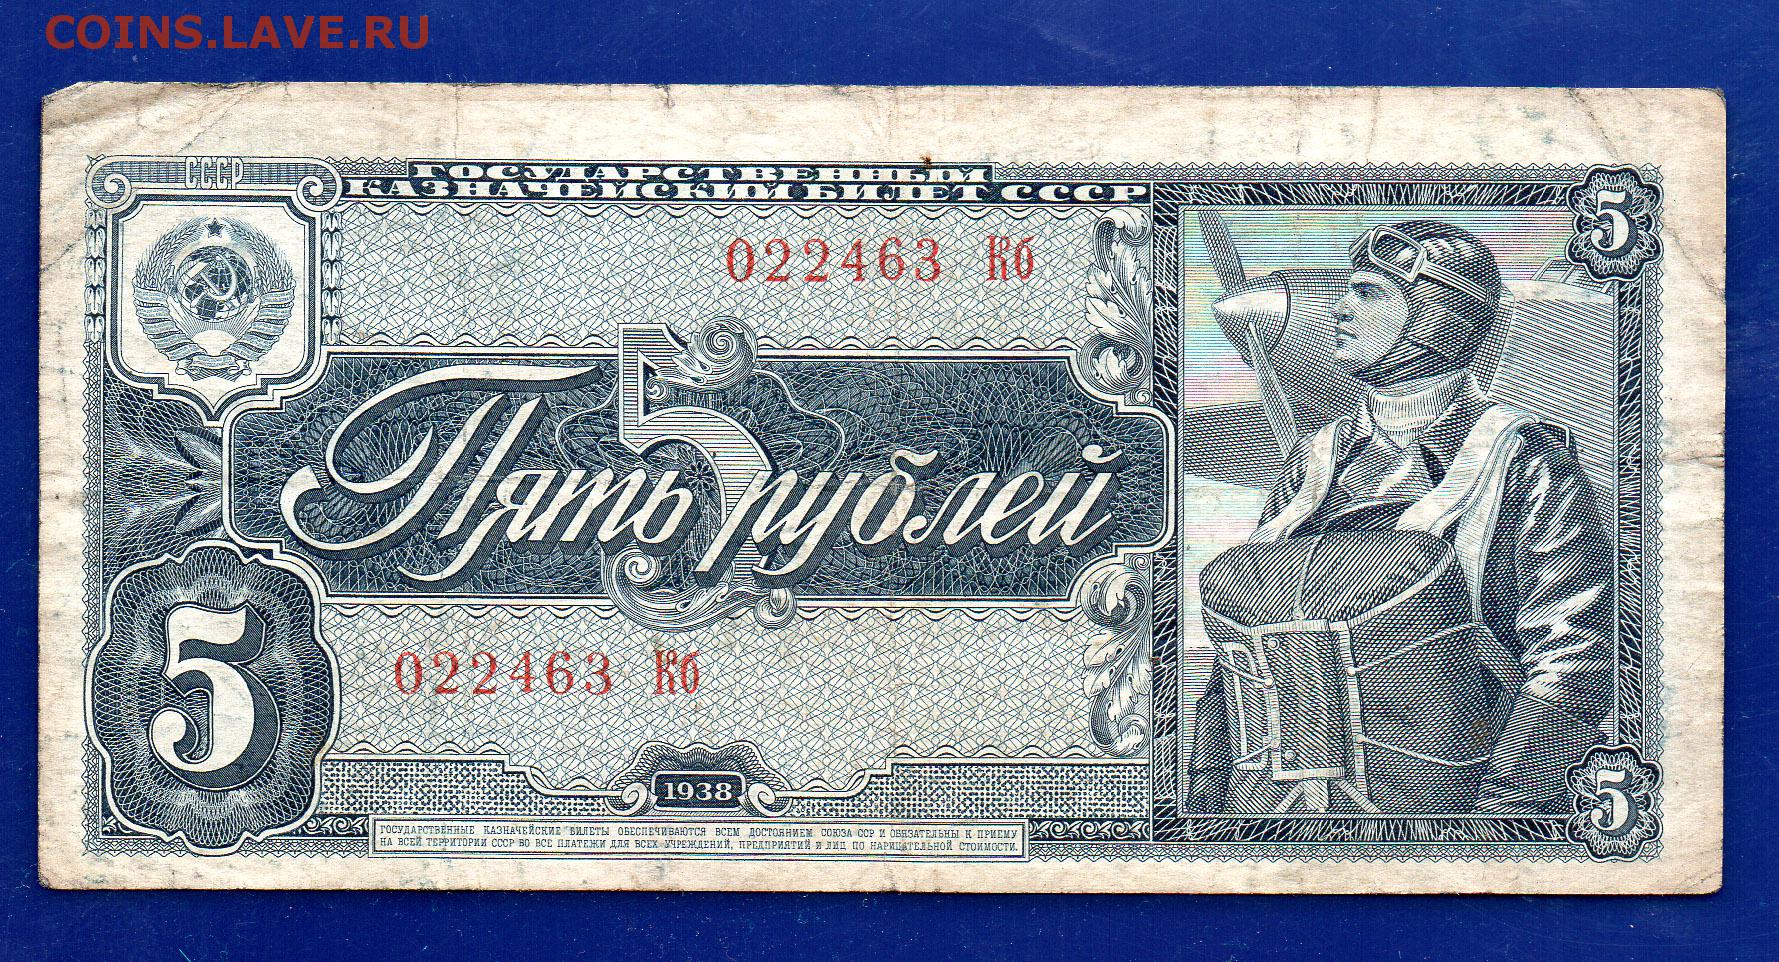 COINS.LAVE.RU
СССР
ГОСУДАРСТВЕННЫЙ
КАЗНАЧЕЙСКИЙ БИЛЕТ СССР
5
022463 Кб
5
Пять рублей
022463 Кб
5
1938
5
ГОСУДАРСТВЕННЫЕ КАЗНАЧЕЙСКИЕ БИЛЕТЫ ОБЕСПЕЧИВАЮТСЯ ВСЕМ ДОСТОЯНИЕМ СОЮЗА ССР И ОБЯЗАТЕЛЬНЫ К ПРИЕМУ
НА ВСЕЙ ТЕРРИТОРИИ СССР ВО ВСЕ ПЛАТЕЖИ ДЛЯ ВСЕХ УЧРЕЖДЕНИЙ, ПРЕДПРИЯТИЙ И ЛИЦ ПО НАРИЦАТЕЛЬНОЙ СТОИМОСТИ.